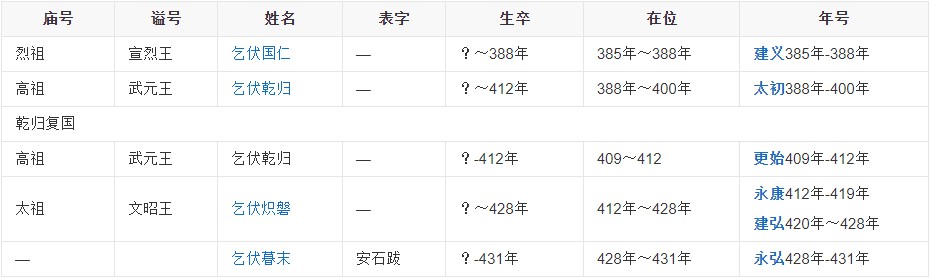 庙号 谥号 姓名 表字 生卒 在位 年号
烈祖 宣烈王 乞伏国仁 — ？～388年 385年～388年 建义385年-388年
高祖 武元王 乞伏乾归 — ？～412年 388年～400年 太初388年-400年
乾归复国
高祖 武元王 乞伏乾归 — ？-412年 409～412 更始409年-412年
太祖 文昭王 乞伏炽磐 — ？～428年 412年～428年 永康412年-419年
建弘420年～428年
— 乞伏暮末 安石跋 ？-431年 428年～431年 永弘428年-431年